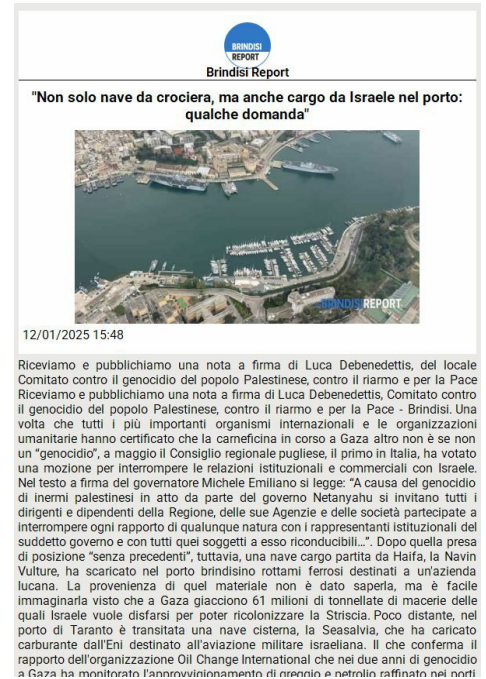 BRINDISI
REPORT
Brindisi Report
"Non solo nave da crociera, ma anche cargo da Israele nel porto:
qualche domanda"
BRINDISIREPORT
12/01/2025 15:48
Riceviamo e pubblichiamo una nota a firma di Luca Debenedettis, del locale
Comitato contro il genocidio del popolo Palestinese, contro il riarmo e per la Pace
Riceviamo e pubblichiamo una nota a firma di Luca Debenedettis, Comitato contro
il genocidio del popolo Palestinese, contro il riarmo e per la Pace - Brindisi. Una
volta che tutti i più importanti organismi internazionali e le organizzazioni
umanitarie hanno certificato che la carneficina in corso a Gaza altro non è se non
un “genocidio”, a maggio il Consiglio regionale pugliese, il primo in Italia, ha votato
una mozione per interrompere le relazioni istituzionali e commerciali con Israele.
Nel testo a firma del governatore Michele Emiliano si legge: “A causa del genocidio
di inermi palestinesi in atto da parte del governo Netanyahu si invitano tutti i
dirigenti e dipendenti della Regione, delle sue Agenzie e delle società partecipate a
interrompere ogni rapporto di qualunque natura con i rappresentanti istituzionali del
suddetto governo e con tutti quei soggetti a esso riconducibili…”. Dopo quella presa
di posizione “senza precedenti”, tuttavia, una nave cargo partita da Haifa, la Navin
Vulture, ha scaricato nel porto brindisino rottami ferrosi destinati a un'azienda
lucana. La provenienza di quel materiale non è dato saperla, ma è facile
immaginarla visto che a Gaza giacciono 61 milioni di tonnellate di macerie delle
quali Israele vuole disfarsi per poter ricolonizzare la Striscia. Poco distante, nel
porto di Taranto è transitata una nave cisterna, la Seasalvia, che ha caricato
carburante dall'Eni destinato all'aviazione militare israeliana. Il che conferma il
rapporto dell'organizzazione Oil Change International che nei due anni di genocidio
a Gaza ha monitorato l'approvvigionamento di greggio e petrolio raffinato nei porti